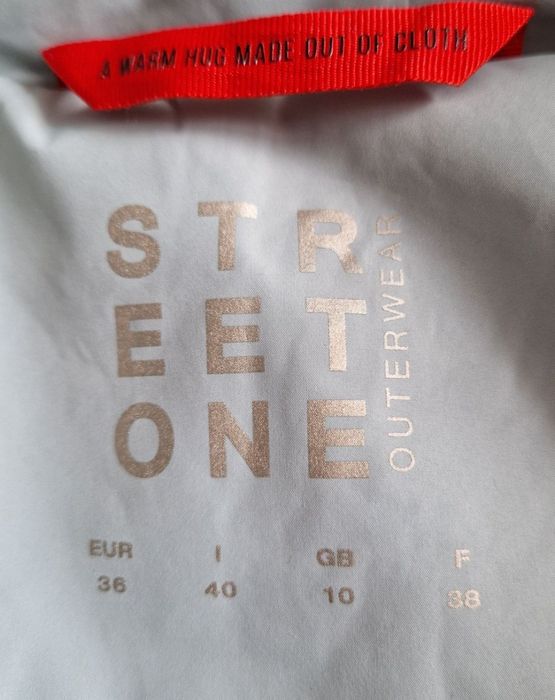 A WARM HUG MADE OUT OF CLOTH
STR
EET
ONE
OUTERWEAR
EUR I GB F
36 40 10 38